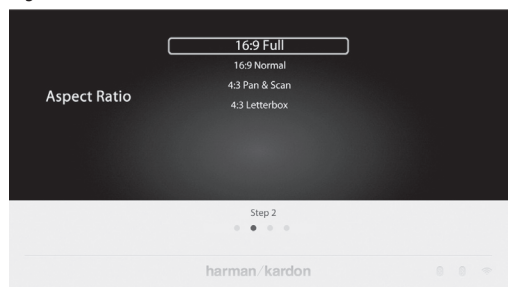 16:9 Full
16:9 Normal
4:3 Pan & Scan
4:3 Letterbox
Aspect Ratio
Step 2
harman/kardon